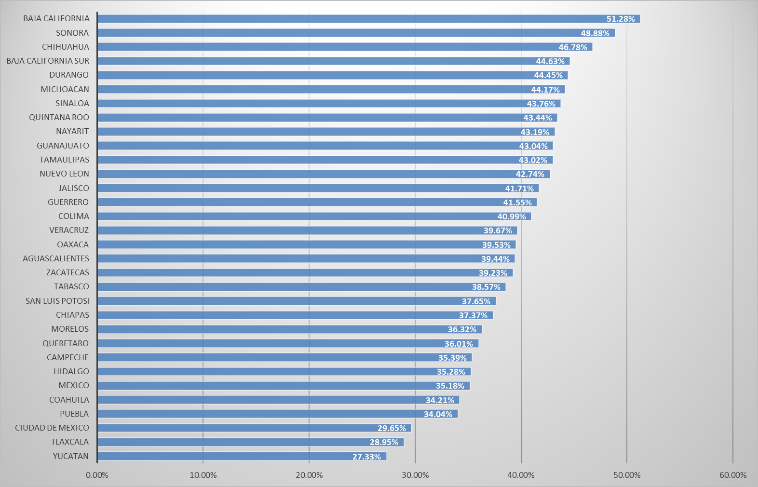 BAJA CALIFORNIA 51.28%
SONORA 48.88%
CHIHUAHUA 46.78%
BAJA CALIFORNIA SUR 44.63%
DURANGO 44.45%
MICHOACAN 44.17%
SINALOA 43.76%
QUINTANA ROO 43.44%
NAYARIT 43.19%
GUANAJUATO 43.04%
TAMAULIPAS 43.02%
NUEVO LEON 42.74%
JALISCO 41.71%
GUERRERO 41.55%
COLIMA 40.99%
VERACRUZ 39.67%
OAXACA 39.53%
AGUASCALIENTES 39.44%
ZACATECAS 39.23%
TABASCO 38.57%
SAN LUIS POTOSI 37.65%
CHIAPAS 37.37%
MORELOS 36.32%
QUERETARO 36.01%
CAMPECHE 35.39%
HIDALGO 35.28%
MEXICO 35.18%
COAHUILA 34.21%
PUEBLA 34.04%
CIUDAD DE MEXICO 29.65%
TLAXCALA 28.95%
YUCATAN 27.33%
0.00% 10.00% 20.00% 30.00% 40.00% 50.00% 60.00%